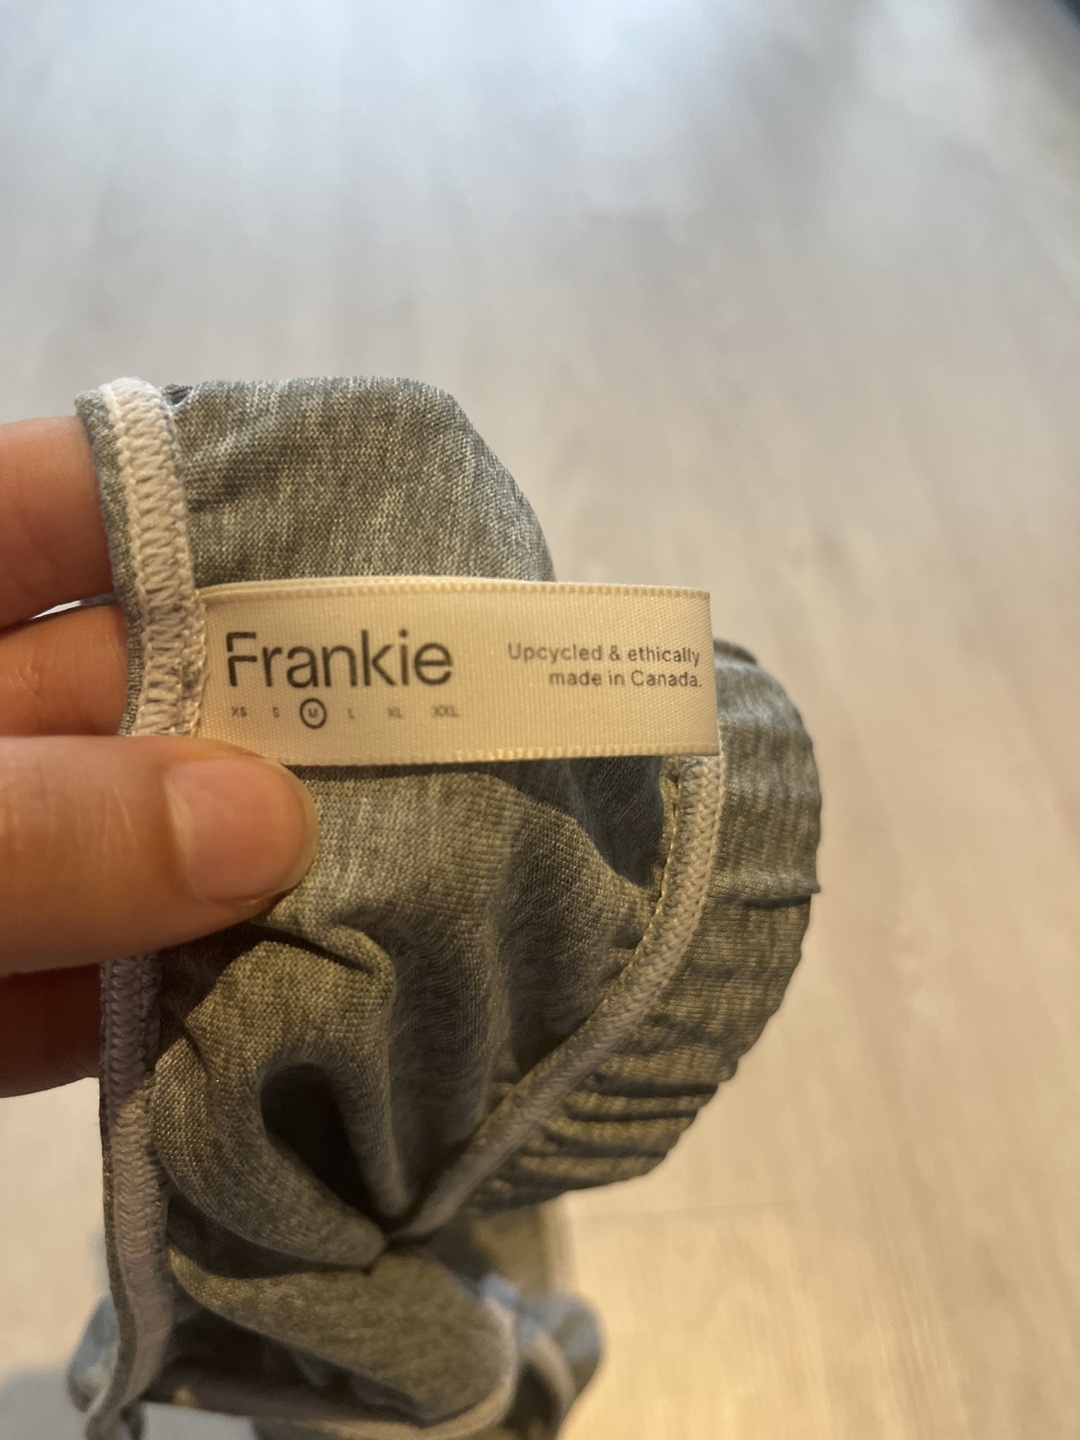 Frankie
XS S M L XL XXL
Upcycled & ethically
made in Canada.